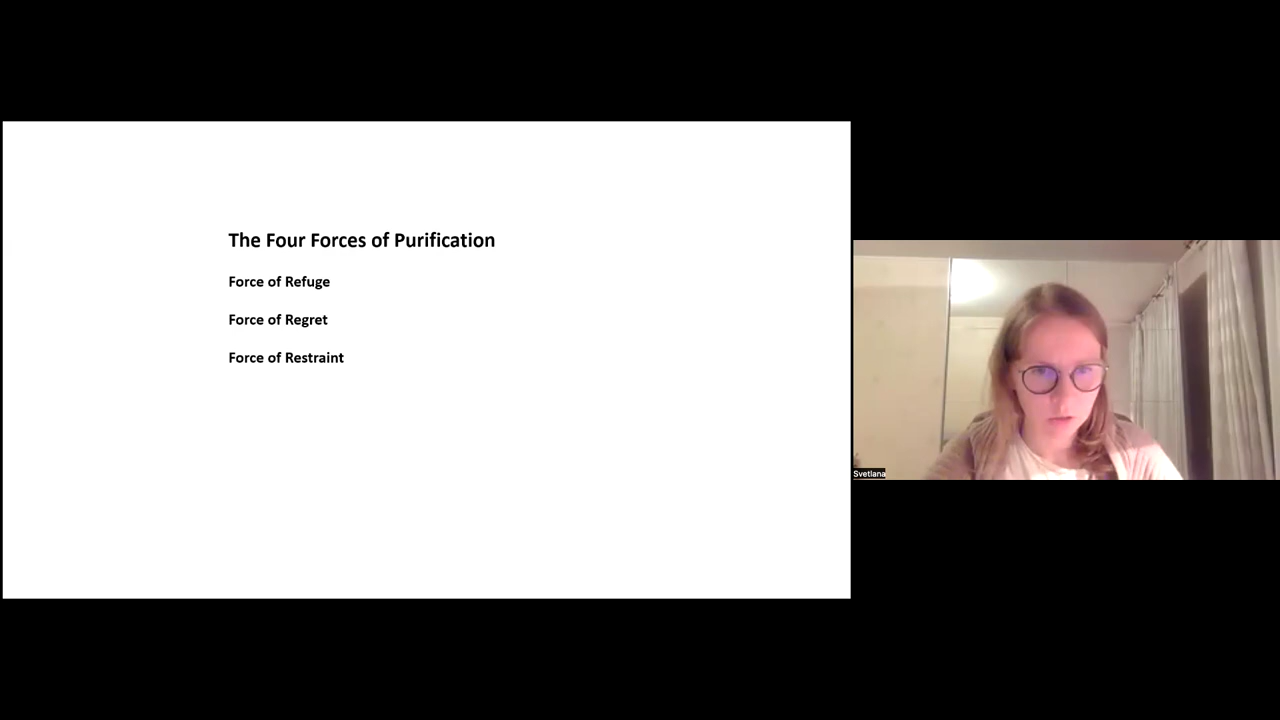 The Four Forces of Purification
Force of Refuge
Force of Regret
Force of Restraint
Svetlana